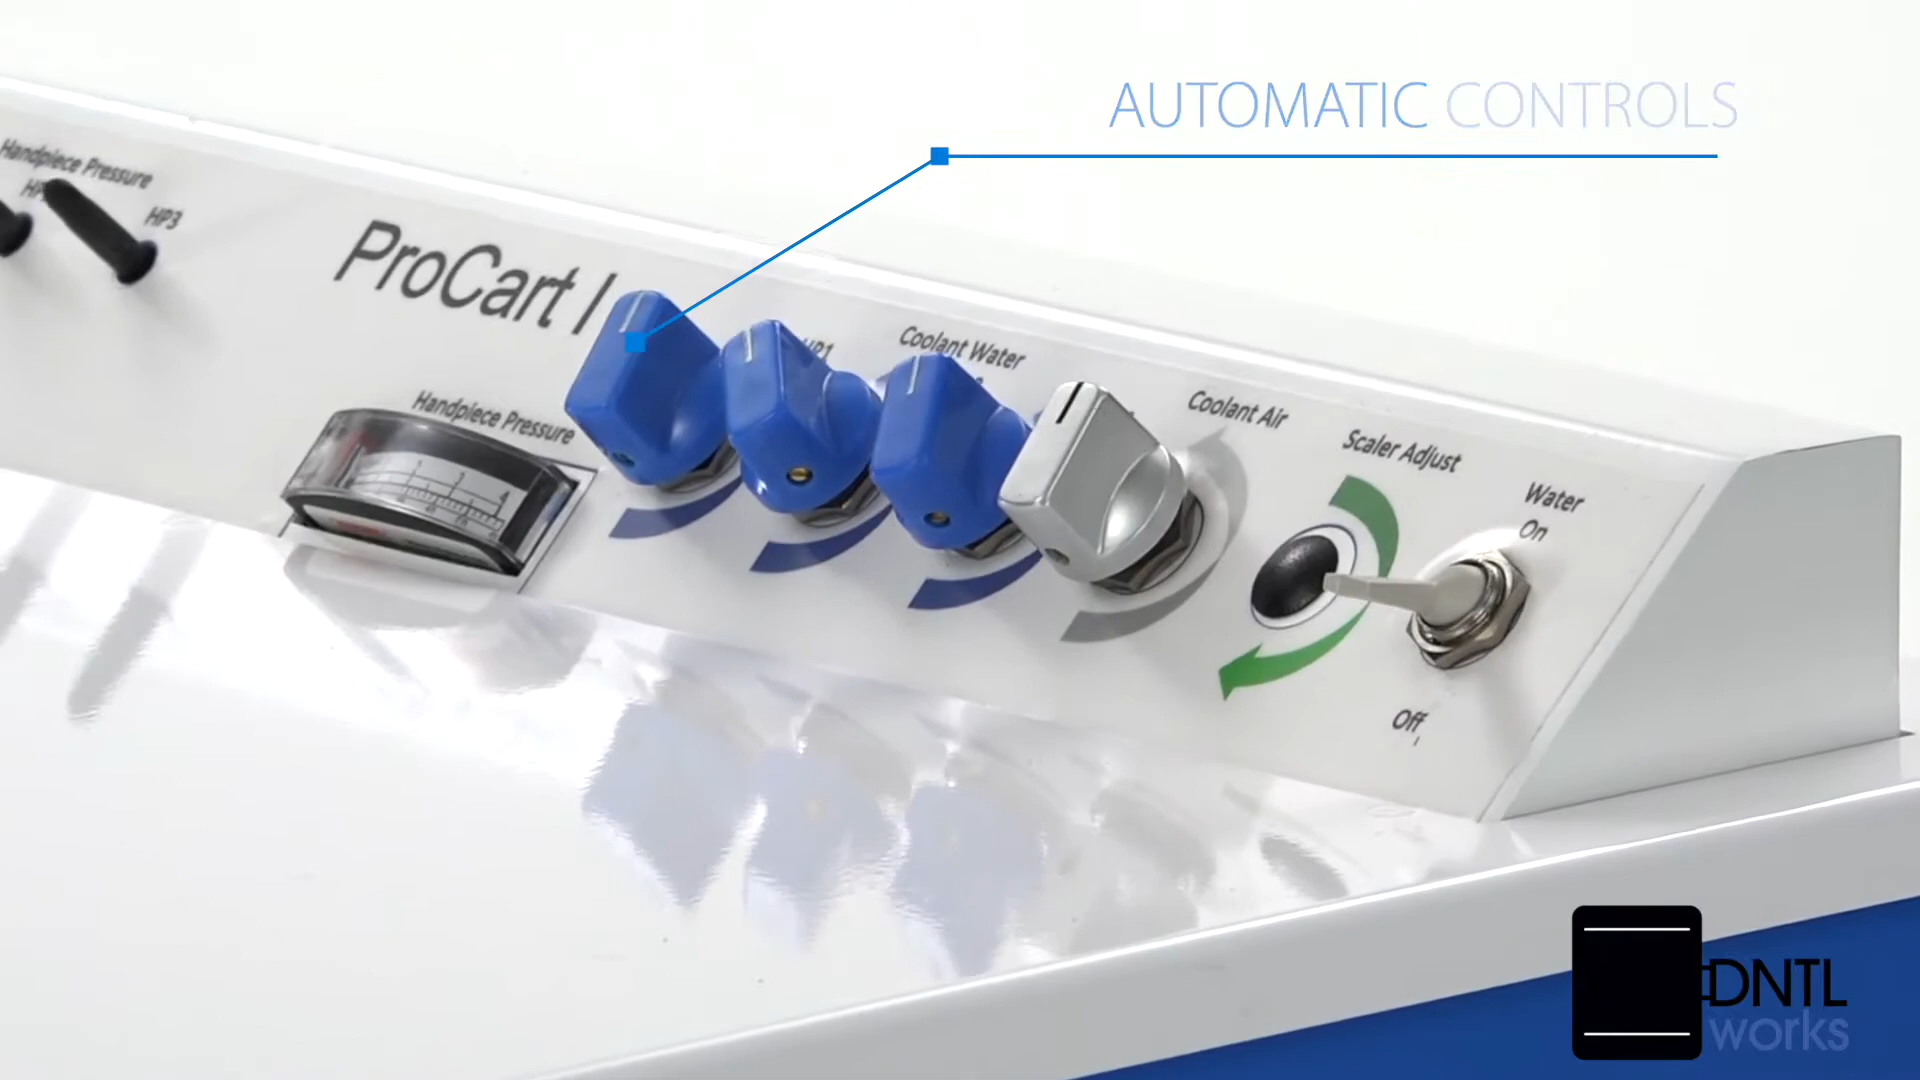 AUTOMATIC CONTROLS
Handpiece Pressure
HP3
ProCart I
Handpiece Pressure
HP1
Coolant Water
Coolant Air
Scaler Adjust
Water
On
Off
DNTL
works